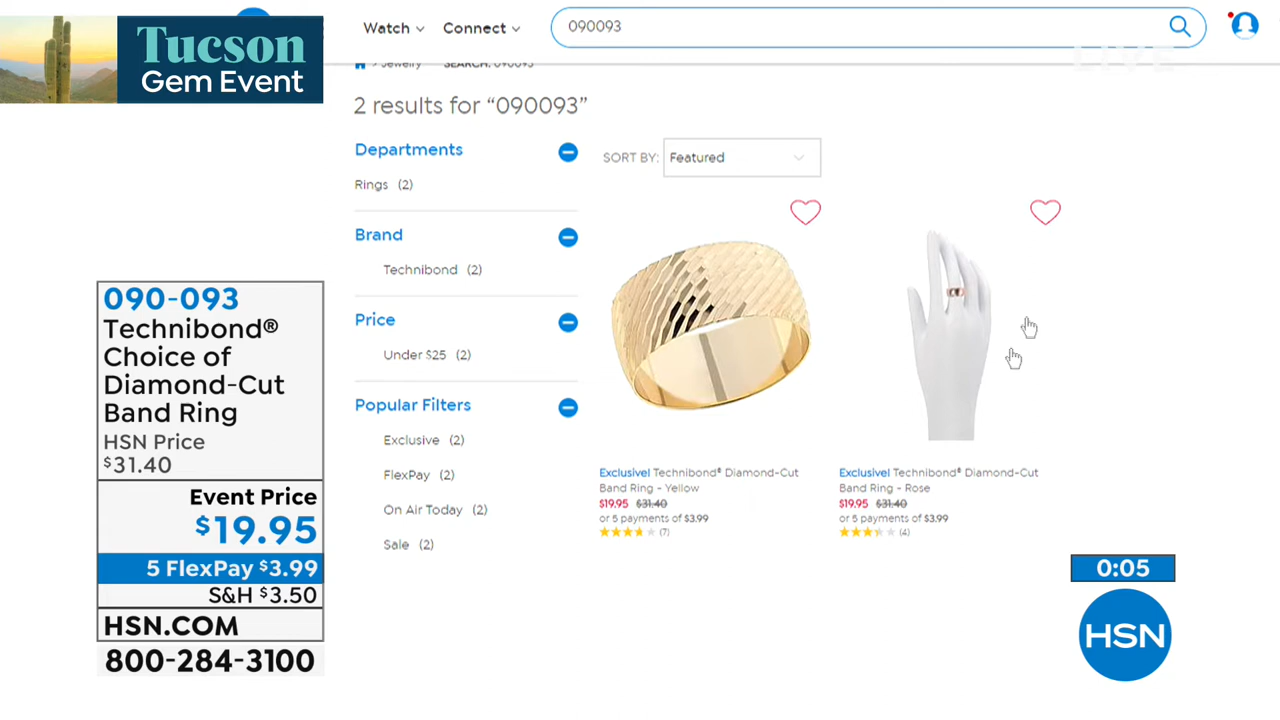 Tucson
Gem Event
Watch
Connect
090093
LIVE
> Jewelry SEARCH: 090093
2 results for “090093”
Departments
Rings (2)
Brand
Technibond (2)
Price
Under $25 (2)
Popular Filters
Exclusive (2)
FlexPay (2)
On Air Today (2)
Sale (2)
SORT BY: Featured
Exclusive! Technibond® Diamond-Cut
Band Ring - Yellow
$19.95 $31.40
or 5 payments of $3.99
(7)
Exclusive! Technibond® Diamond-Cut
Band Ring - Rose
$19.95 $31.40
or 5 payments of $3.99
(4)
090-093
Technibond®
Choice of
Diamond-Cut
Band Ring
HSN Price
$31.40
Event Price
$19.95
5 FlexPay $3.99
S&H $3.50
HSN.COM
800-284-3100
0:05
HSN